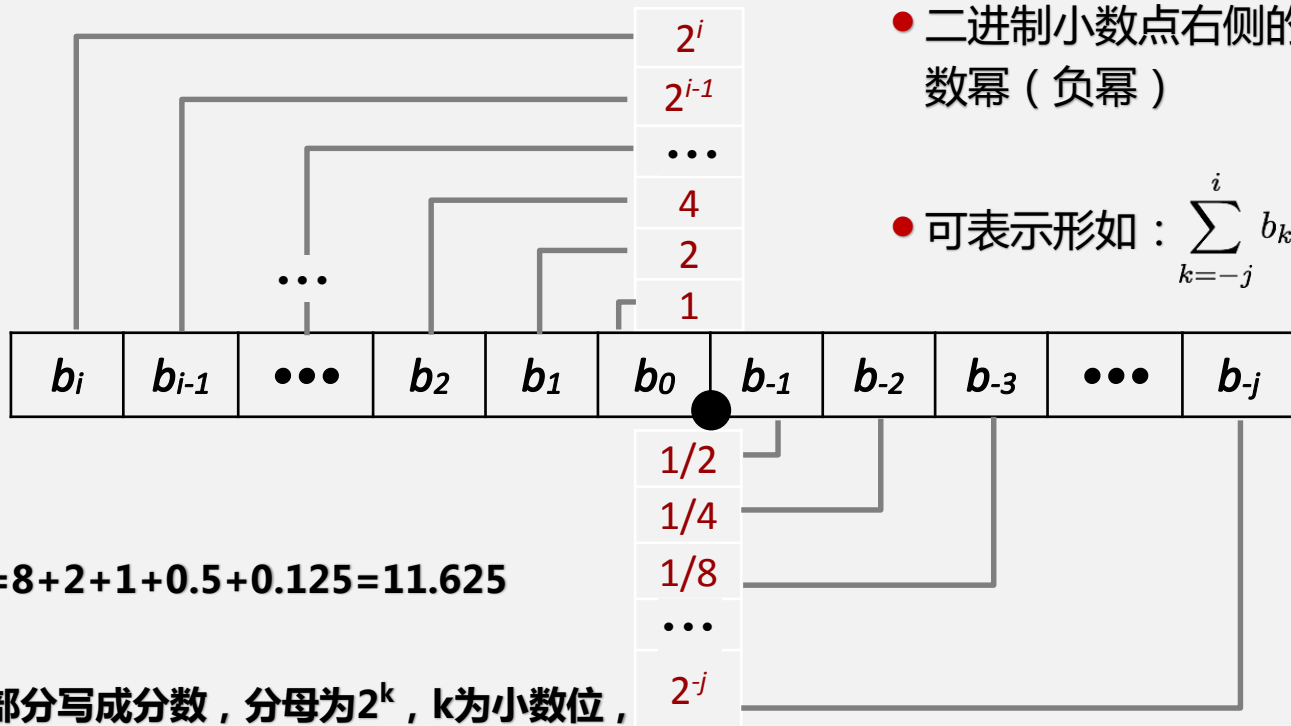 2^i
2^{i-1}
•••
4
2
1
•••
● 二进制小数点右侧的
数幂（负幂）
● 可表示形如：\sum_{k=-j}^{i} b_k
b_i b_{i-1} ••• b_2 b_1 b_0 b_{-1} b_{-2} b_{-3} ••• b_{-j}
1/2
1/4
1/8
•••
2^{-j}
=8+2+1+0.5+0.125=11.625
部分写成分数，分母为2^k，k为小数位，